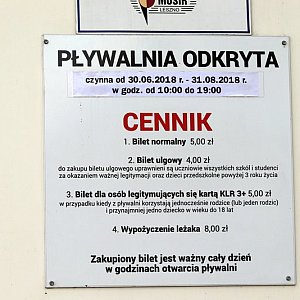 MOSiR
LESZNO
PŁYWALNIA ODKRYTA
czynna od 30.06.2018 r. - 31.08.2018 r.
w godz. od 10:00 do 19:00
CENNIK
1. Bilet normalny 5,00 zł
2. Bilet ulgowy 4,00 zł
do zakupu biletu ulgowego uprawnieni są uczniowie wszystkich szkół i studenci
za okazaniem ważnej legitymacji oraz dzieci przedszkolne powyżej 3 roku życia
3. Bilet dla osób legitymujących się kartą KLR 3+ 5,00 zł
w przypadku kiedy z pływalni korzystają jednocześnie rodzice (lub jeden rodzic)
i przynajmniej jedno dziecko w wieku do lat 18
4. Wypożyczenie leżaka 8,00 zł
Zakupiony bilet jest ważny cały dzień
w godzinach otwarcia pływalni